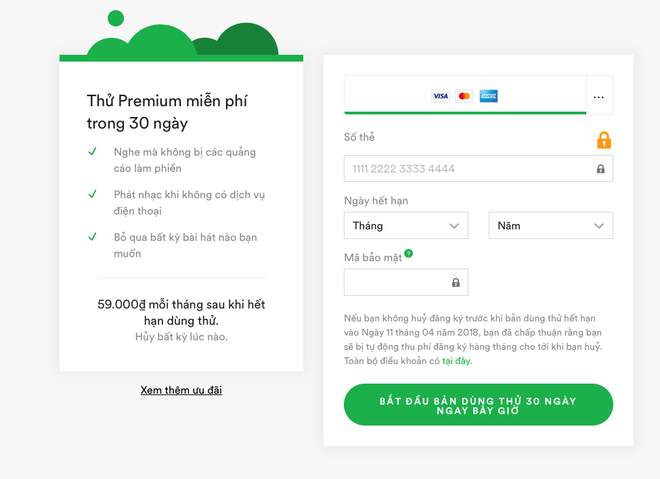 Thử Premium miễn phí
trong 30 ngày
Nghe mà không bị các quảng
cáo làm phiền
Phát nhạc khi không có dịch vụ
điện thoại
Bỏ qua bất kỳ bài hát nào bạn
muốn
59.000₫ mỗi tháng sau khi hết
hạn dùng thử.
Hủy bất kỳ lúc nào.
Xem thêm ưu đãi
VISA
Số thẻ
1111 2222 3333 4444
Ngày hết hạn
Tháng
Năm
Mã bảo mật ?
Nếu bạn không huỷ đăng ký trước khi bản dùng thử hết hạn
vào Ngày 11 tháng 04 năm 2018, bạn đã chấp thuận rằng bạn
sẽ bị tự động thu phí đăng ký hàng tháng cho tới khi bạn huỷ.
Toàn bộ điều khoản có tại đây.
BẮT ĐẦU BẢN DÙNG THỬ 30 NGÀY
NGAY BÂY GIỜ